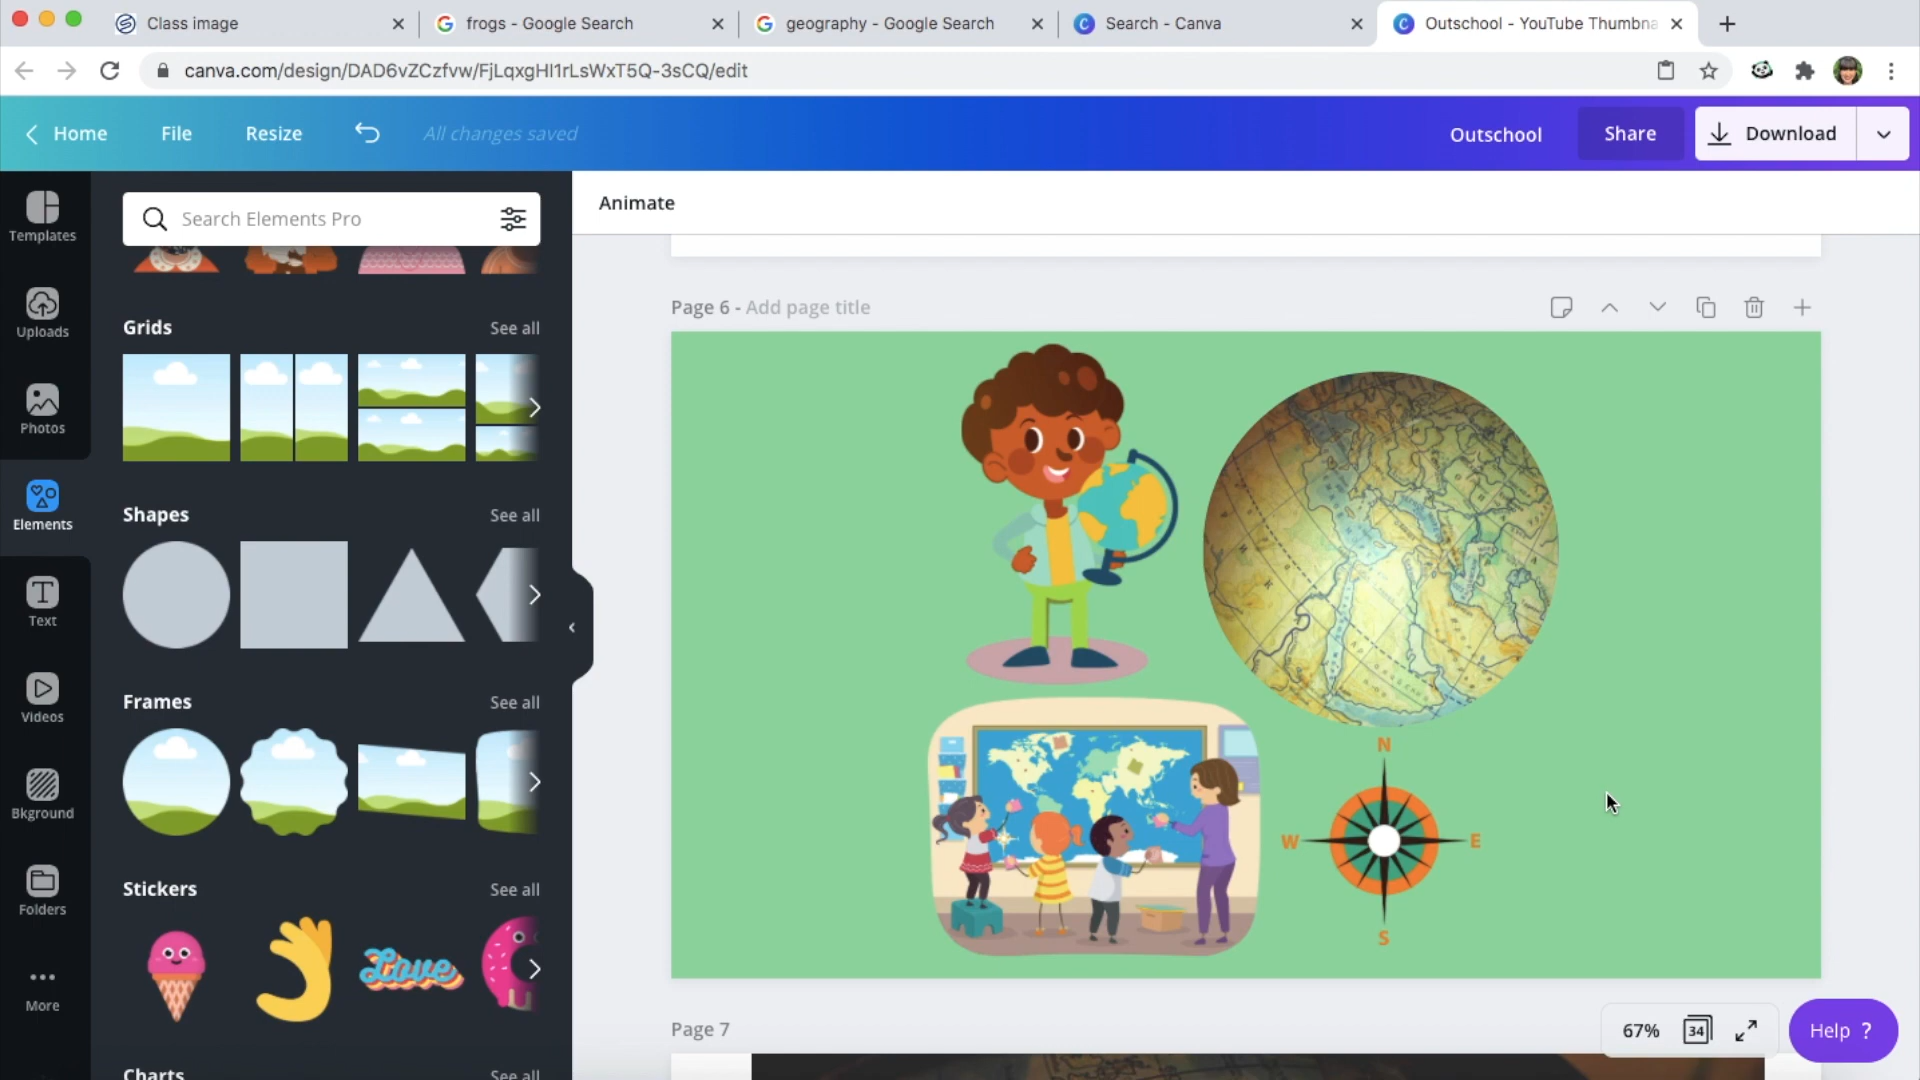 Class image
frogs - Google Search
geography - Google Search
Search - Canva
Outschool - YouTube Thumbna
canva.com/design/DAD6vZCzfvw/FjLqxgHI1rLsWxT5Q-3sCQ/edit
Home
File
Resize
All changes saved
Outschool
Share
Download
Templates
Uploads
Photos
Elements
Text
Videos
Bkground
Folders
More
Search Elements Pro
Grids
See all
Shapes
See all
Frames
See all
Stickers
See all
Love
Charts
See all
Animate
Page 6 - Add page title
N
W
E
S
Page 7
67%
34
Help ?